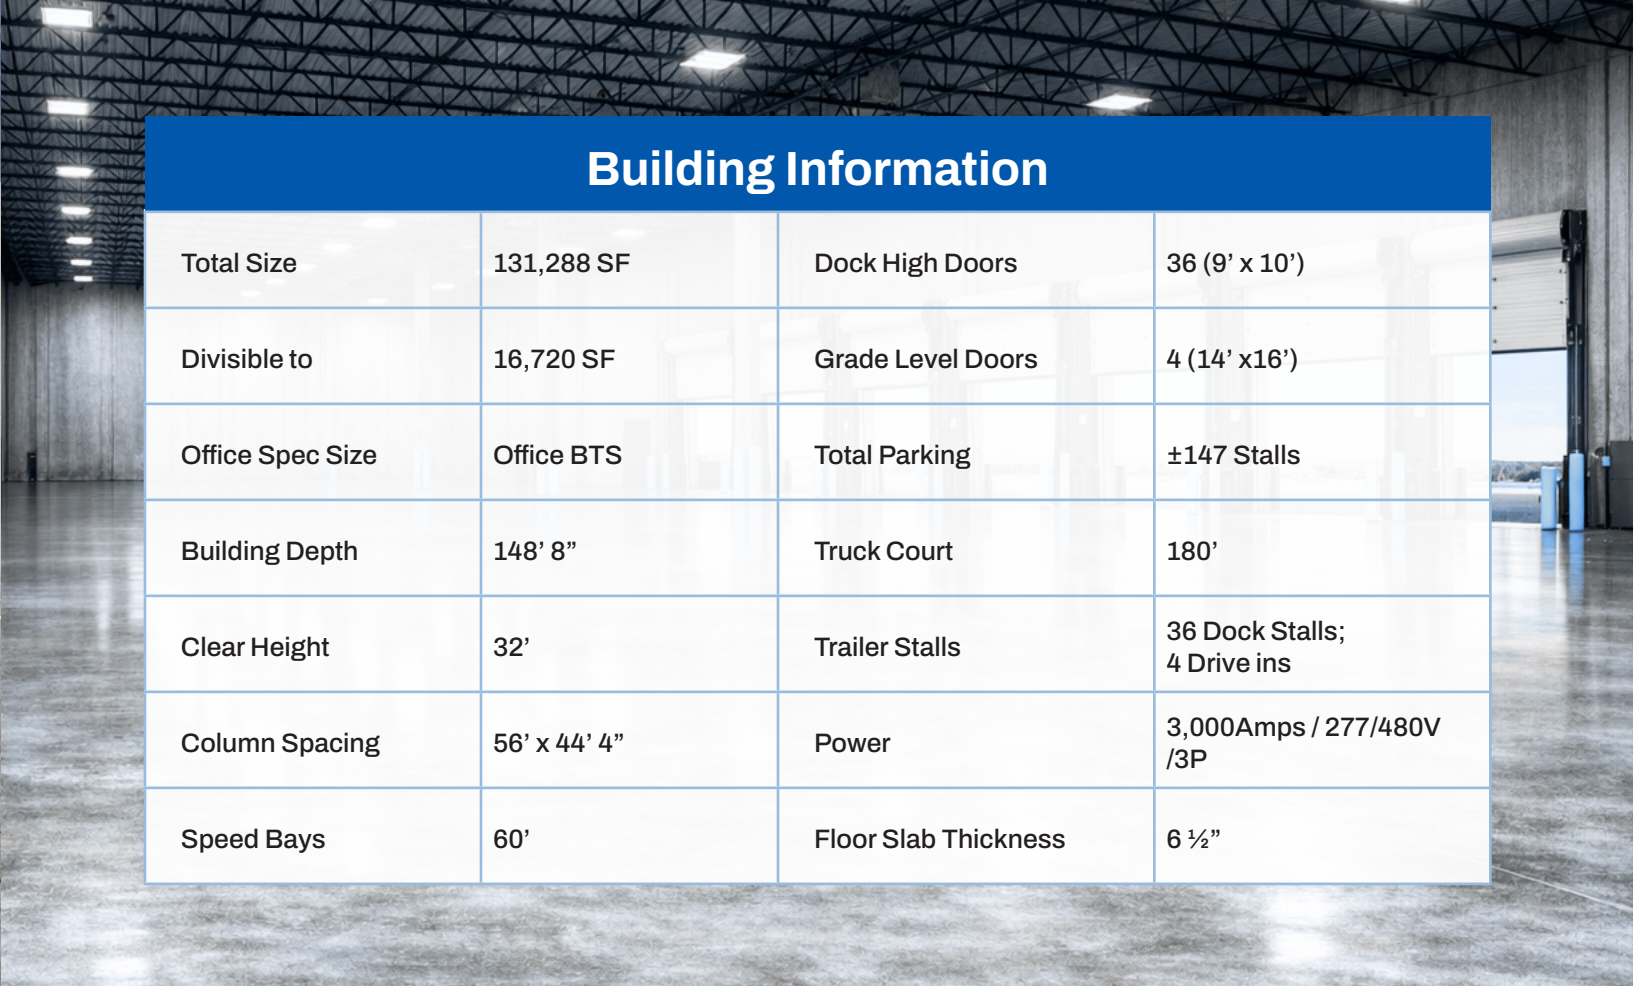 Building Information
Total Size
131,288 SF
Dock High Doors
36 (9’ x 10’)
Divisible to
16,720 SF
Grade Level Doors
4 (14’ x16’)
Office Spec Size
Office BTS
Total Parking
±147 Stalls
Building Depth
148’ 8”
Truck Court
180’
Clear Height
32’
Trailer Stalls
36 Dock Stalls;
4 Drive ins
Column Spacing
56’ x 44’ 4”
Power
3,000Amps / 277/480V
/3P
Speed Bays
60’
Floor Slab Thickness
6 ½”